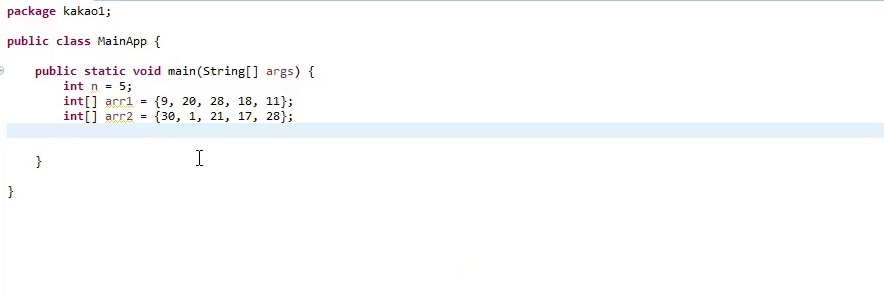 package kakao1;
public class MainApp {
public static void main(String[] args) {
int n = 5;
int[] arr1 = {9, 20, 28, 18, 11};
int[] arr2 = {30, 1, 21, 17, 28};
}
}